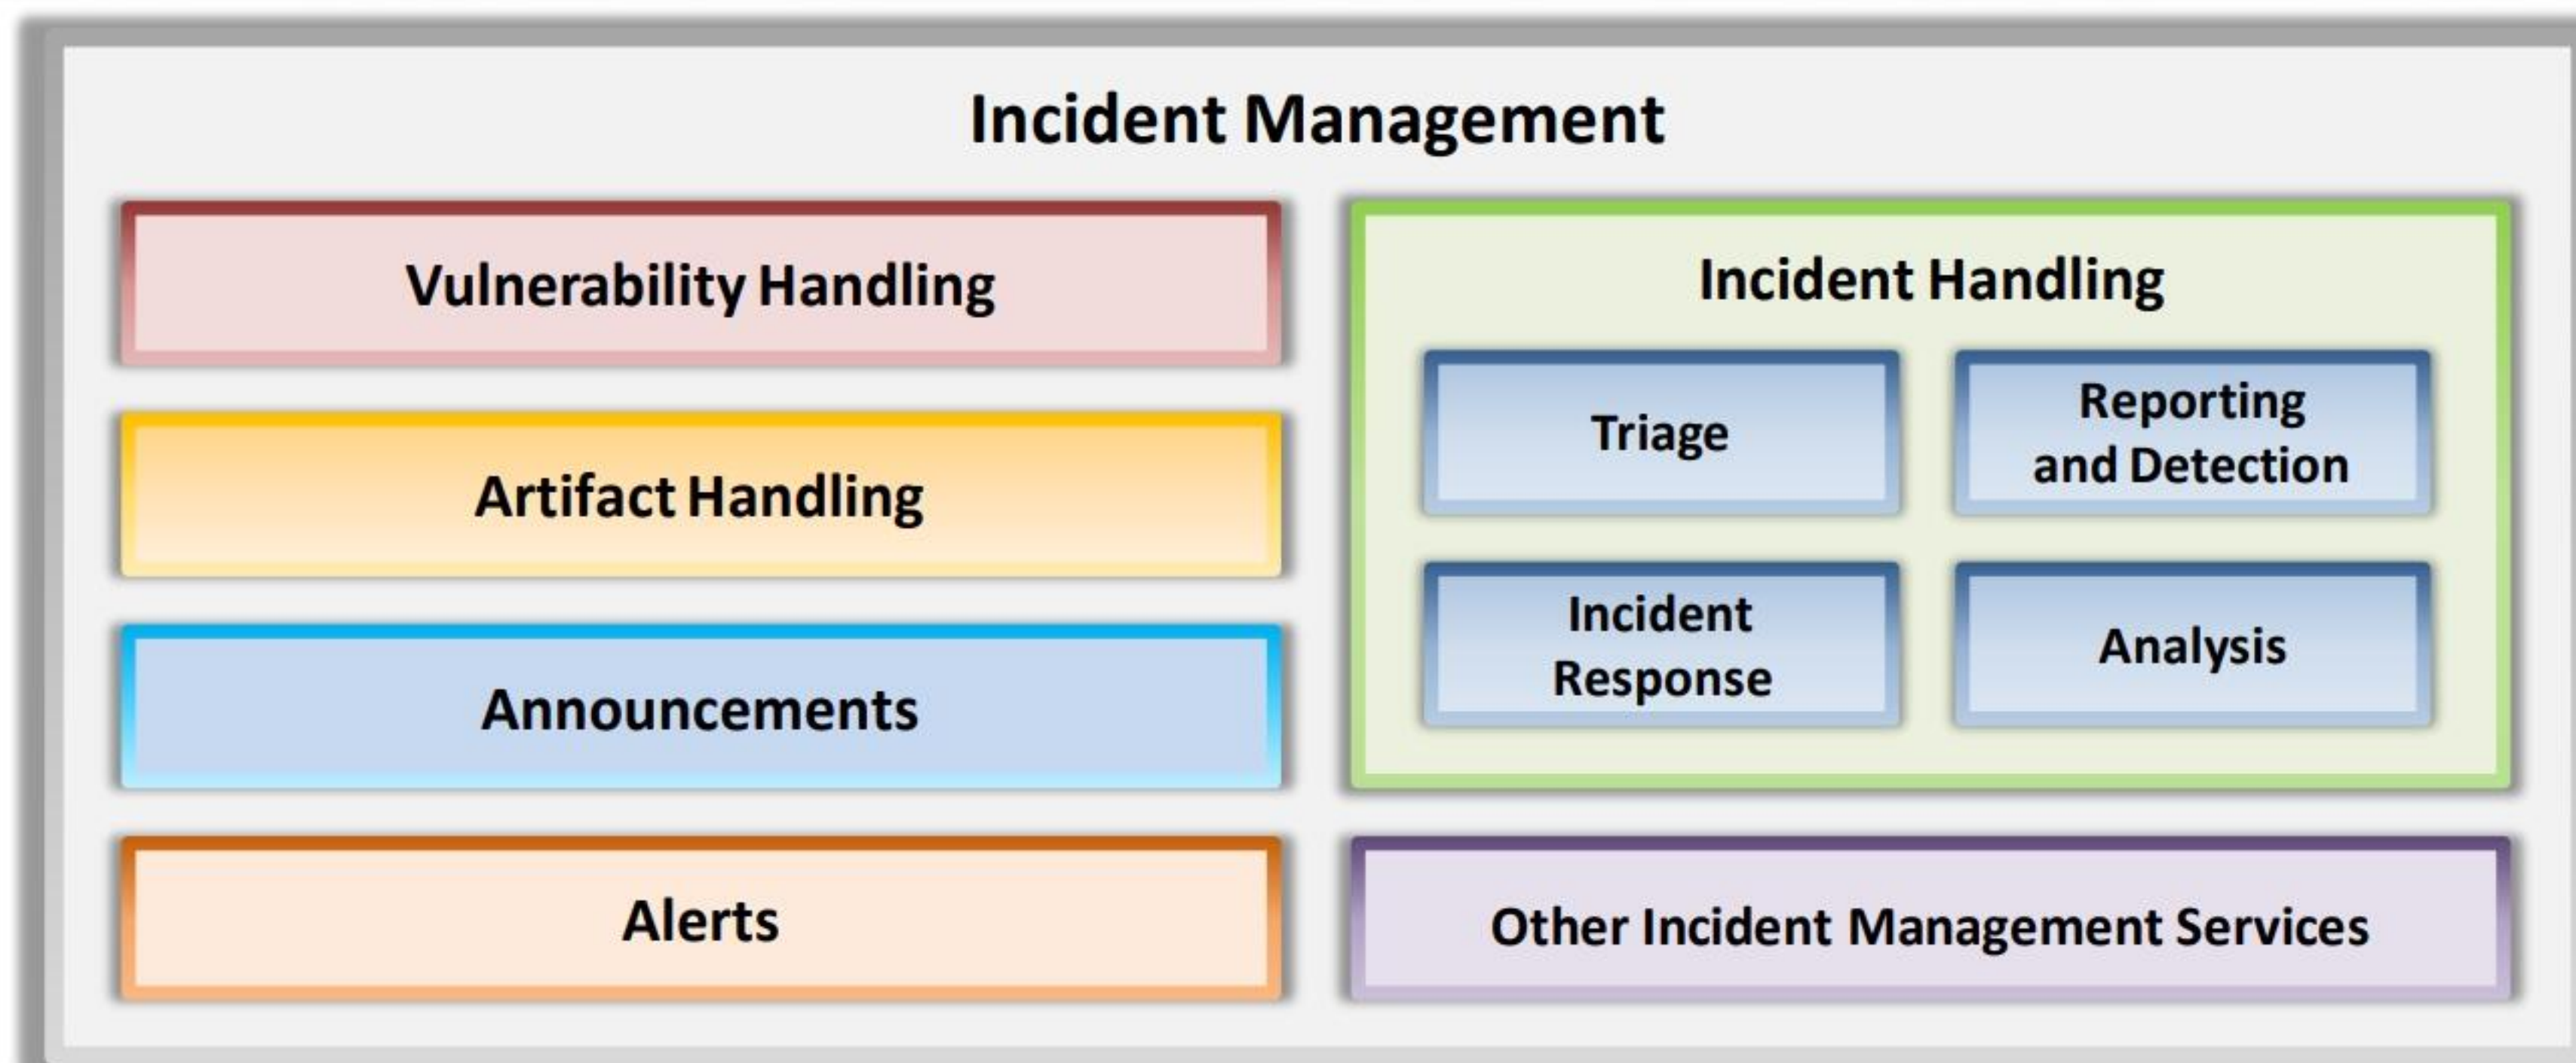 Incident Management
Vulnerability Handling
Artifact Handling
Announcements
Alerts
Incident Handling
Triage
Reporting
and Detection
Incident
Response
Analysis
Other Incident Management Services